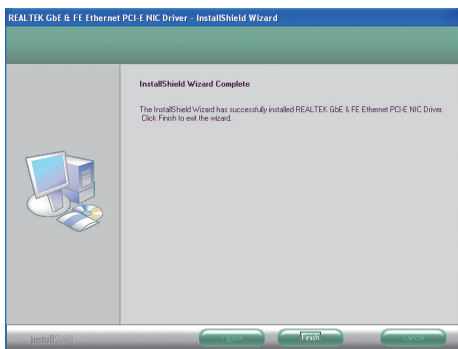 REALTEK GbE & FE Ethernet PCI-E NIC Driver - InstallShield Wizard
InstallShield Wizard Complete
The InstallShield Wizard has successfully installed REALTEK GbE & FE Ethernet PCI-E NIC Driver.
Click Finish to exit the wizard.
InstallShield
< Back
Finish
Cancel